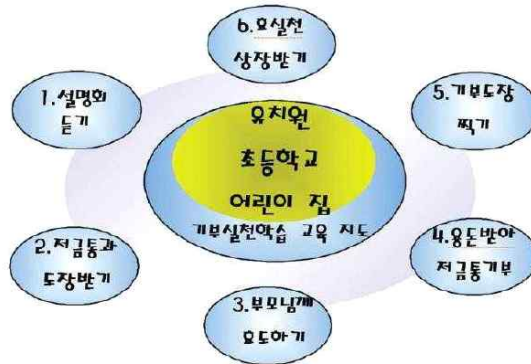 6.효실천
상장받기
1.설명회
듣기
5.기부도장
찍기
유치원
초등학교
어린이 집
기부실천학습 교육 지도
2.저금통과
도장받기
4.용돈받아
저금통기부
3.부모님께
효도하기